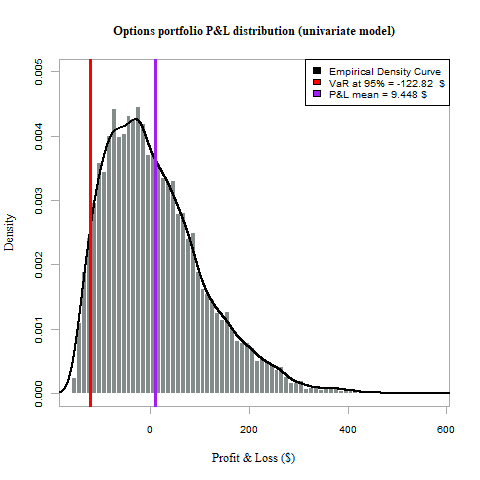 Options portfolio P&L distribution (univariate model)
Empirical Density Curve
VaR at 95% = -122.82 $
P&L mean = 9.448 $
Density
0.005
0.004
0.003
0.002
0.001
0.000
0
200
400
600
Profit & Loss ($)